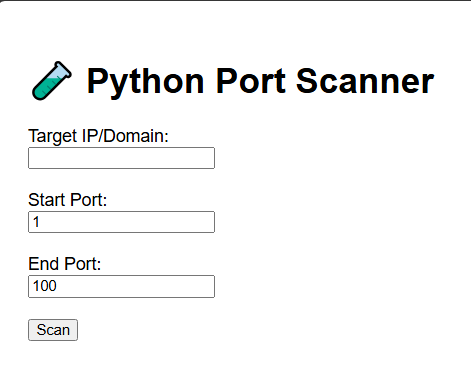 Python Port Scanner
Target IP/Domain:
Start Port:
1
End Port:
100
Scan